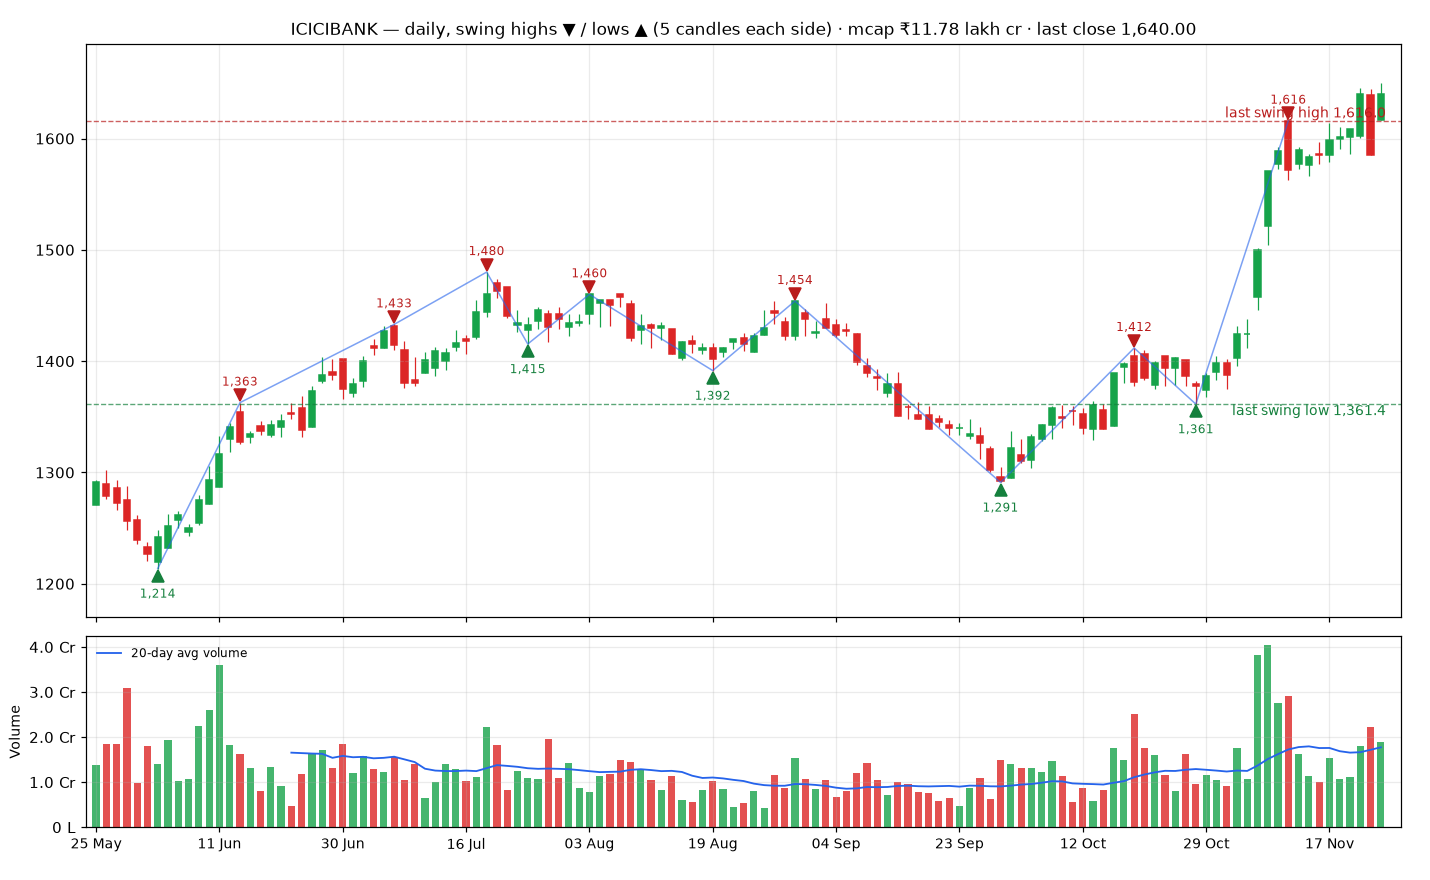 ICICIBANK — daily, swing highs ▼ / lows ▲ (5 candles each side) · mcap ₹11.78 lakh cr · last close 1,640.00
1,616
last swing high 1,616.0
1600
1500
1,480
1,460
1,454
1,433
1,412
1400
1,415
1,363
1,392
last swing low 1,361.4
1,361
1300
1,291
1200
1,214
4.0 Cr
20-day avg volume
3.0 Cr
2.0 Cr
Volume
1.0 Cr
0 L
25 May 11 Jun 30 Jun 16 Jul 03 Aug 19 Aug 04 Sep 23 Sep 12 Oct 29 Oct 17 Nov